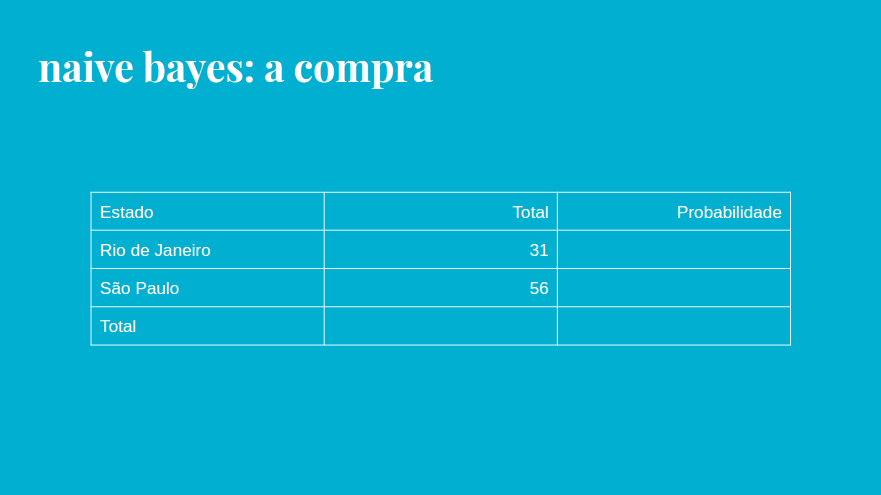 naive bayes: a compra
Estado Total Probabilidade
Rio de Janeiro 31
São Paulo 56
Total